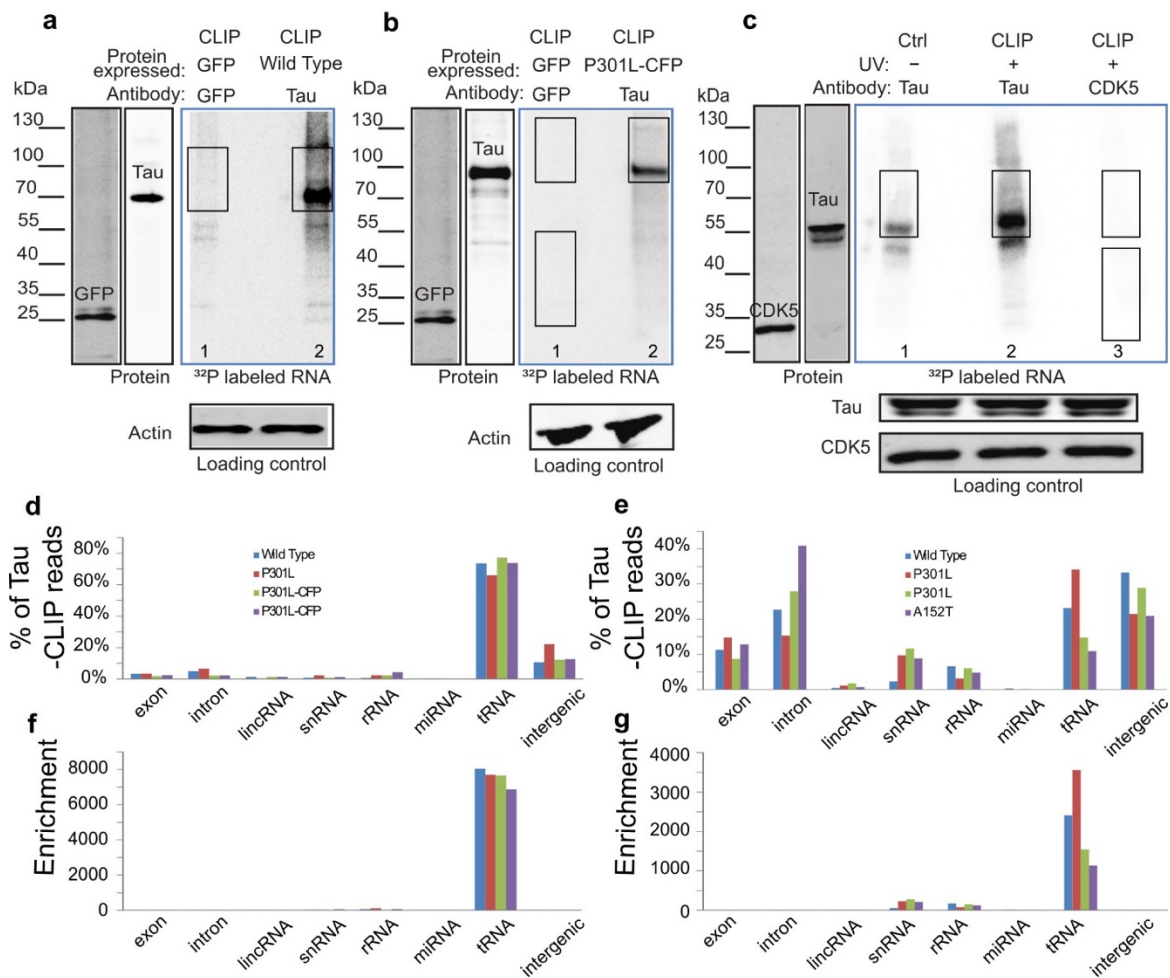 a
CLIP CLIP
Protein expressed: GFP Wild Type
Antibody: GFP Tau
kDa
130
100
70
55
40
35
25
GFP
Tau
1 2
Protein ³²P labeled RNA
Actin
Loading control
b
CLIP CLIP
Protein expressed: GFP P301L-CFP
Antibody: GFP Tau
kDa
130
100
70
55
40
35
25
GFP
Tau
1 2
Protein ³²P labeled RNA
Actin
Loading control
c
Ctrl CLIP CLIP
UV: – + +
Antibody: Tau Tau CDK5
kDa
130
100
70
55
40
35
25
CDK5
Tau
1 2 3
Protein ³²P labeled RNA
Tau
CDK5
Loading control
d
% of Tau
-CLIP reads
80%
60%
40%
20%
0%
Wild Type
P301L
P301L-CFP
P301L-CFP
exon intron lincRNA snRNA rRNA miRNA tRNA intergenic
e
% of Tau
-CLIP reads
40%
30%
20%
10%
0%
Wild Type
P301L
P301L
A152T
exon intron lincRNA snRNA rRNA miRNA tRNA intergenic
f
Enrichment
8000
6000
4000
2000
0
exon intron lincRNA snRNA rRNA miRNA tRNA intergenic
g
Enrichment
4000
3000
2000
1000
0
exon intron lincRNA snRNA rRNA miRNA tRNA intergenic